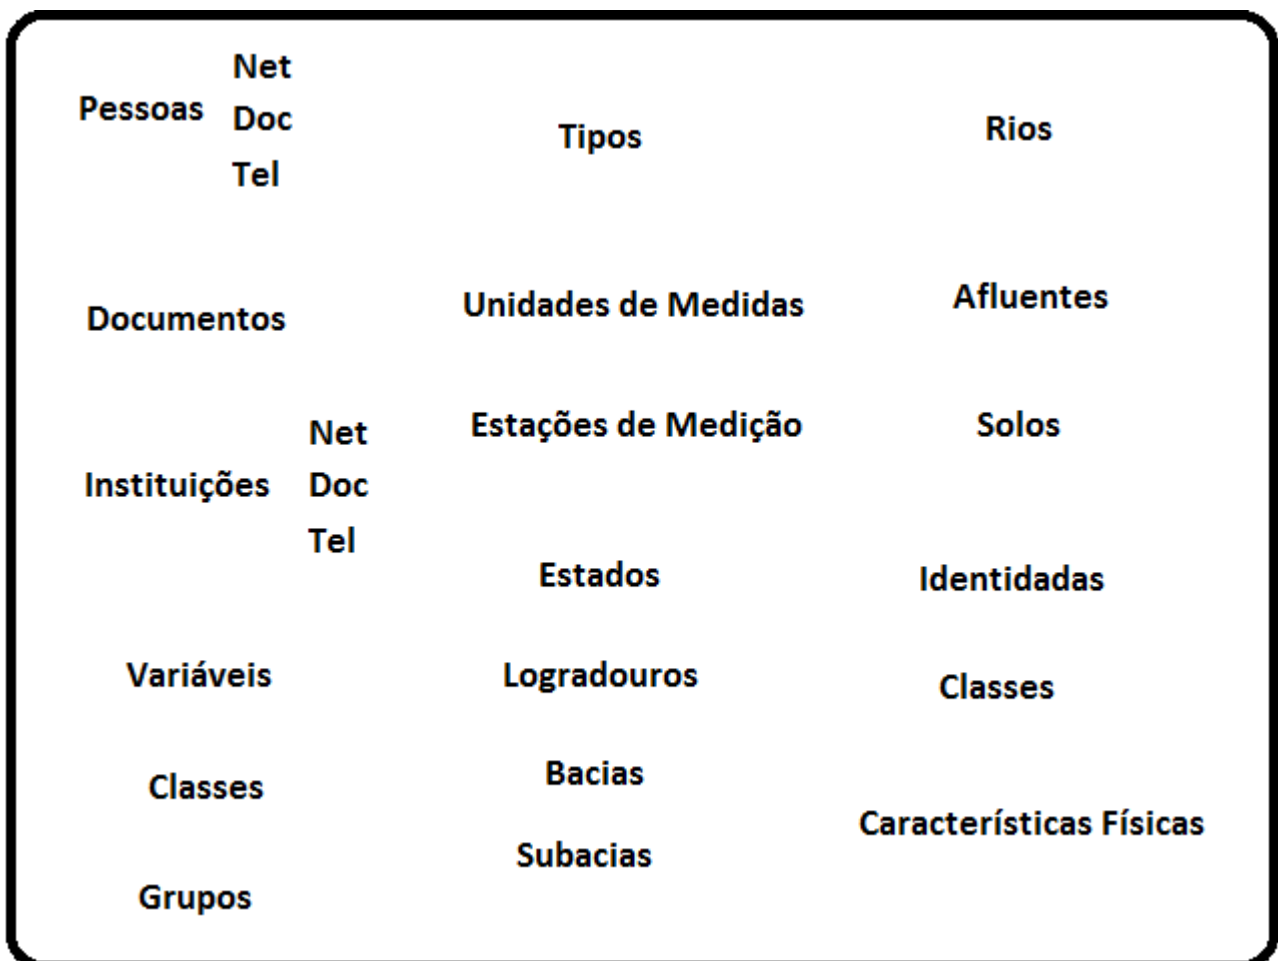 Pessoas
Net
Doc
Tel
Documentos
Instituições
Net
Doc
Tel
Variáveis
Classes
Grupos
Tipos
Unidades de Medidas
Estações de Medição
Estados
Logradouros
Bacias
Subacias
Rios
Afluentes
Solos
Identidadas
Classes
Características Físicas